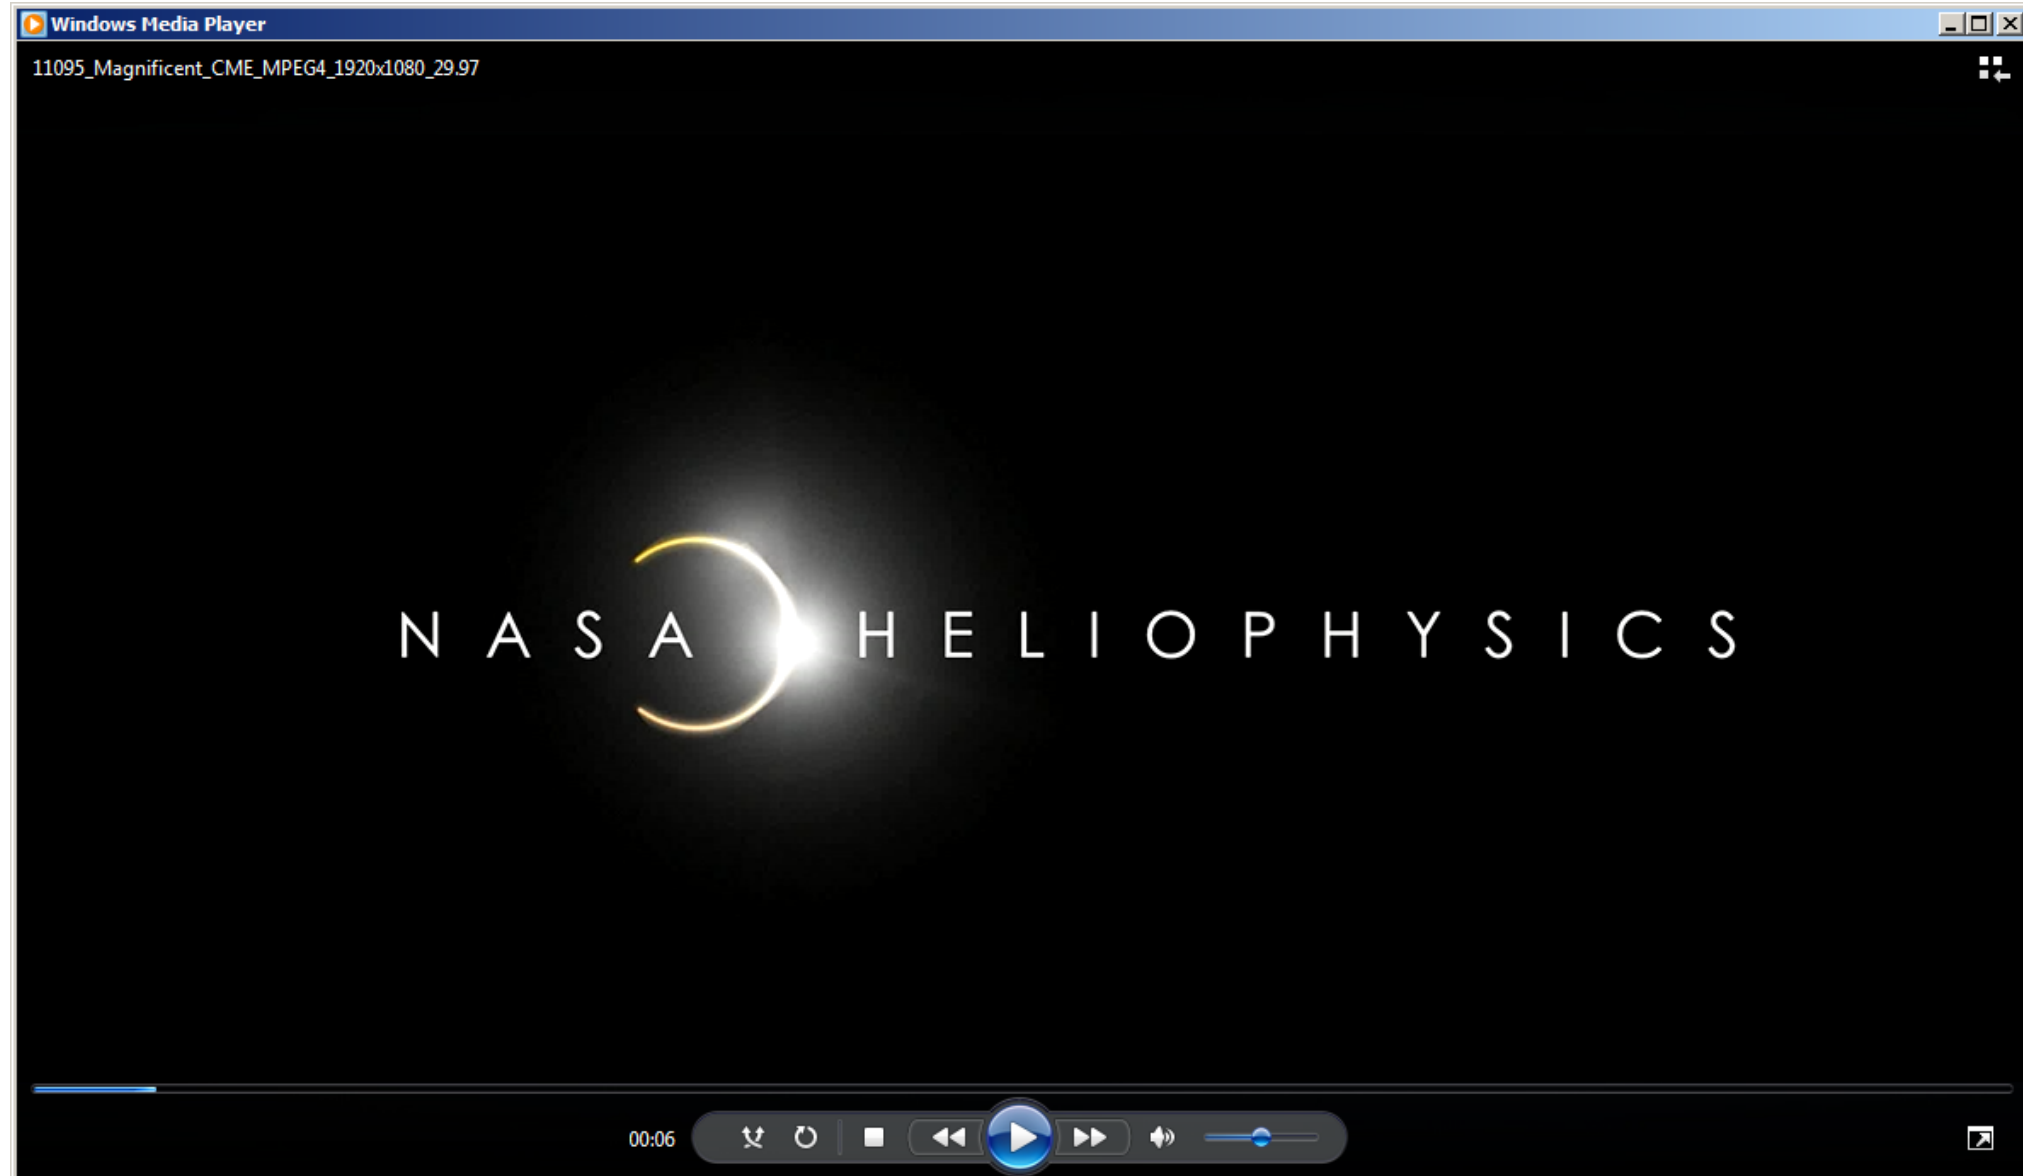 Windows Media Player
11095_Magnificent_CME_MPEG4_1920x1080_29.97
NASA HELIOPHYSICS
00:06